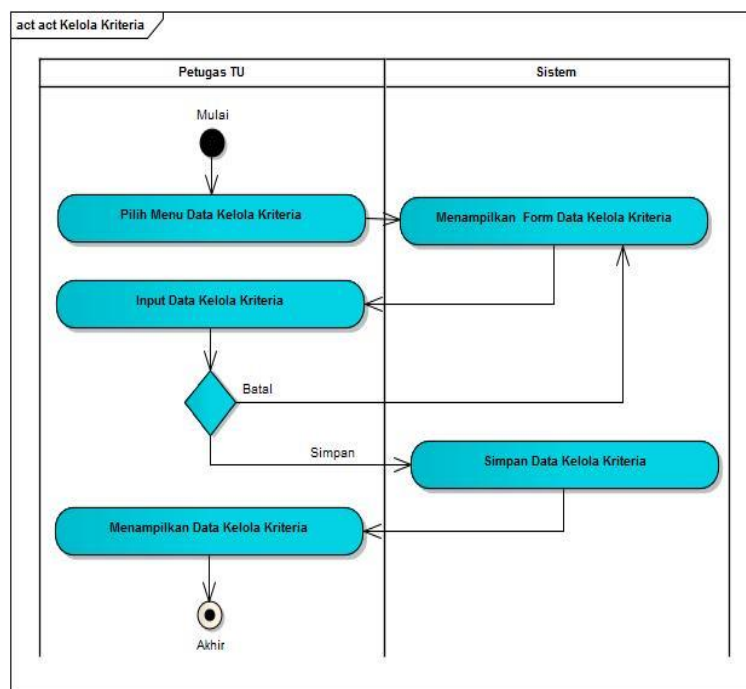 act act Kelola Kriteria
Petugas TU
Sistem
Mulai
Pilih Menu Data Kelola Kriteria
Menampilkan Form Data Kelola Kriteria
Input Data Kelola Kriteria
Batal
Simpan
Simpan Data Kelola Kriteria
Menampilkan Data Kelola Kriteria
Akhir